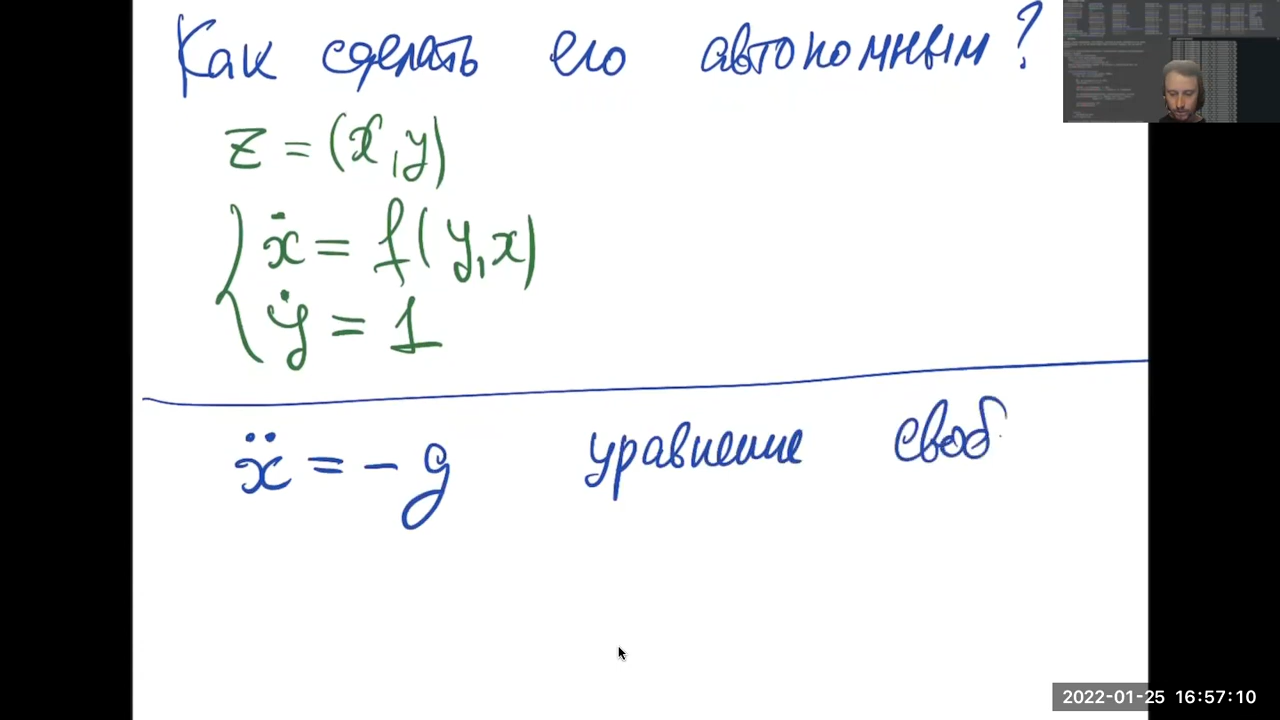 Как сделать его автономным?
z = (x, y)
ẋ = f(y, x)
ẏ = 1
ẍ = - g уравнение своб
2022-01-25 16:57:10